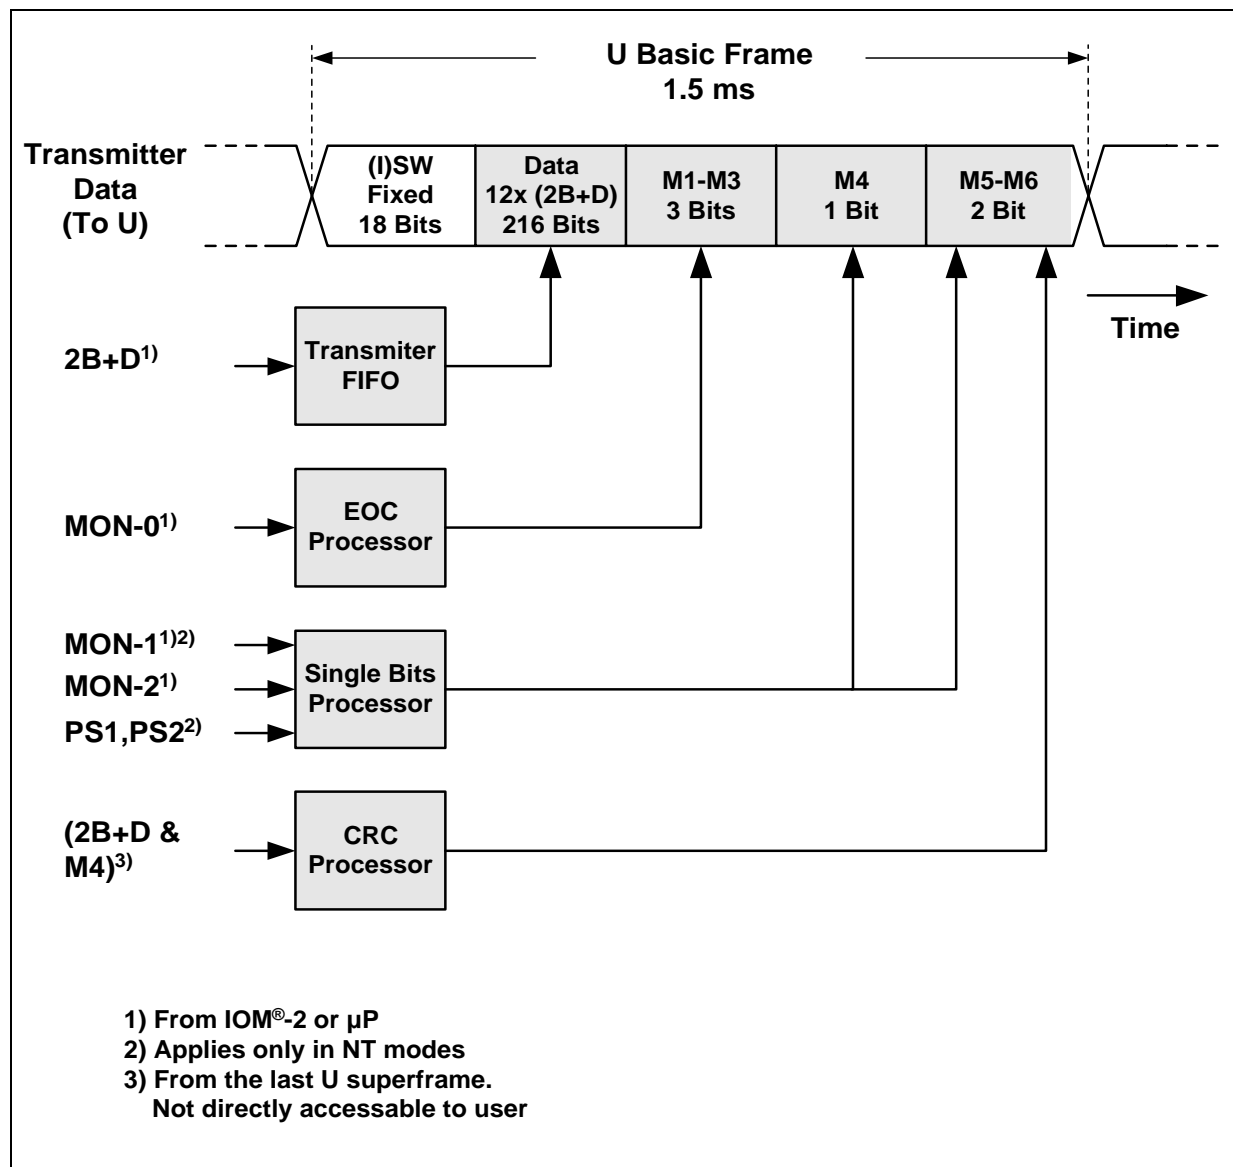 U Basic Frame
1.5 ms
Transmitter
Data
(To U)
(I)SW
Fixed
18 Bits
Data
12x (2B+D)
216 Bits
M1-M3
3 Bits
M4
1 Bit
M5-M6
2 Bit
Time
2B+D1)
Transmiter
FIFO
MON-01)
EOC
Processor
MON-11)2)
MON-21)
PS1,PS22)
Single Bits
Processor
(2B+D &
M4)3)
CRC
Processor
1) From IOM®-2 or µP
2) Applies only in NT modes
3) From the last U superframe.
Not directly accessable to user